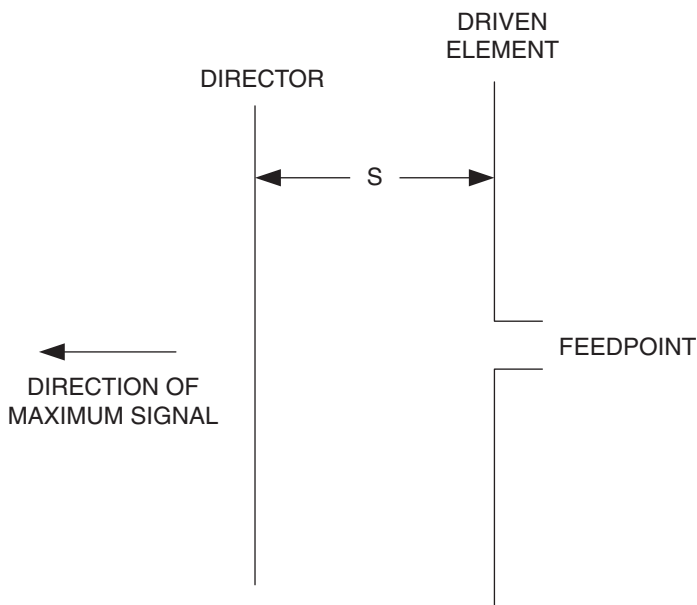 DRIVEN
ELEMENT
DIRECTOR
S
FEEDPOINT
DIRECTION OF
MAXIMUM SIGNAL